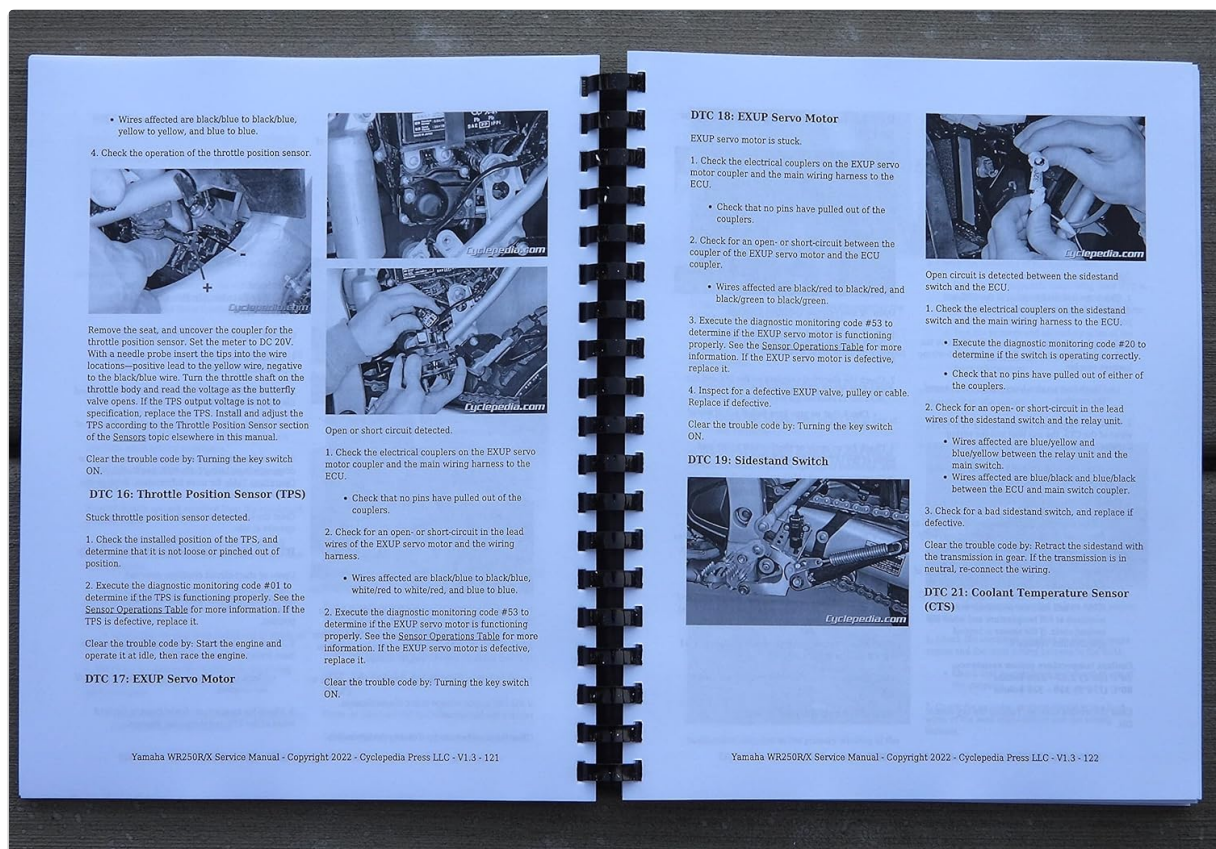 • Wires affected are black/blue to black/blue,
yellow to yellow, and blue to blue.
4. Check the operation of the throttle position sensor.
Cyclepedia.com
Remove the seat, and uncover the coupler for the
throttle position sensor. Set the meter to DC 20V.
With a needle probe insert the tips into the wire
locations—positive lead to the yellow wire, negative
to the black/blue wire. Turn the throttle shaft on the
throttle body and read the voltage as the butterfly
valve opens. If the TPS output voltage is not to
specification, replace the TPS. Install and adjust the
TPS according to the Throttle Position Sensor section
of the Sensors topic elsewhere in this manual.
Clear the trouble code by: Turning the key switch
ON.
DTC 16: Throttle Position Sensor (TPS)
Stuck throttle position sensor detected.
1. Check the installed position of the TPS, and
determine that it is not loose or pinched out of
position.
2. Execute the diagnostic monitoring code #01 to
determine if the TPS is functioning properly. See the
Sensor Operations Table for more information. If the
TPS is defective, replace it.
Clear the trouble code by: Start the engine and
operate it at idle, then race the engine.
DTC 17: EXUP Servo Motor
Cyclepedia.com
Cyclepedia.com
Open or short circuit detected.
1. Check the electrical couplers on the EXUP servo
motor coupler and the main wiring harness to the
ECU.
• Check that no pins have pulled out of the
couplers.
2. Check for an open- or short-circuit in the lead
wires of the EXUP servo motor and the wiring
harness.
• Wires affected are black/blue to black/blue,
white/red to white/red, and blue to blue.
2. Execute the diagnostic monitoring code #53 to
determine if the EXUP servo motor is functioning
properly. See the Sensor Operations Table for more
information. If the EXUP servo motor is defective,
replace it.
Clear the trouble code by: Turning the key switch
ON.
Yamaha WR250R/X Service Manual - Copyright 2022 - Cyclepedia Press LLC - V1.3 - 121
DTC 18: EXUP Servo Motor
EXUP servo motor is stuck.
1. Check the electrical couplers on the EXUP servo
motor coupler and the main wiring harness to the
ECU.
• Check that no pins have pulled out of the
couplers.
2. Check for an open- or short-circuit between the
coupler of the EXUP servo motor and the ECU
coupler.
• Wires affected are black/red to black/red, and
black/green to black/green.
3. Execute the diagnostic monitoring code #53 to
determine if the EXUP servo motor is functioning
properly. See the Sensor Operations Table for more
information. If the EXUP servo motor is defective,
replace it.
4. Inspect for a defective EXUP valve, pulley or cable.
Replace if defective.
Clear the trouble code by: Turning the key switch
ON.
DTC 19: Sidestand Switch
Cyclepedia.com
Cyclepedia.com
Open circuit is detected between the sidestand
switch and the ECU.
1. Check the electrical couplers on the sidestand
switch and the main wiring harness to the ECU.
• Execute the diagnostic monitoring code #20 to
determine if the switch is operating correctly.
• Check that no pins have pulled out of either of
the couplers.
2. Check for an open- or short-circuit in the lead
wires of the sidestand switch and the relay unit.
• Wires affected are blue/yellow and
blue/yellow between the relay unit and the
main switch.
• Wires affected are blue/black and blue/black
between the ECU and main switch coupler.
3. Check for a bad sidestand switch, and replace if
defective.
Clear the trouble code by: Retract the sidestand with
the transmission in gear. If the transmission is in
neutral, re-connect the wiring.
DTC 21: Coolant Temperature Sensor
(CTS)
Yamaha WR250R/X Service Manual - Copyright 2022 - Cyclepedia Press LLC - V1.3 - 122